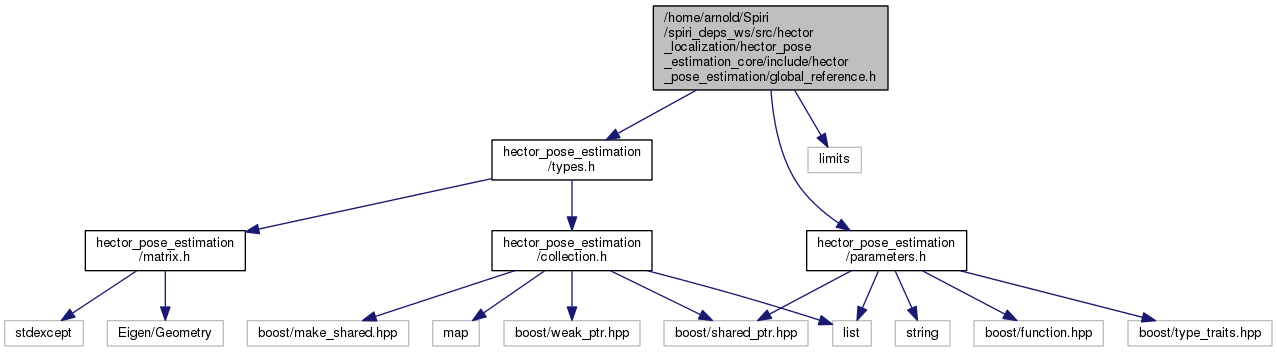 /home/arnold/Spiri
/spiri_deps_ws/src/hector
_localization/hector_pose
_estimation_core/include/hector
_pose_estimation/global_reference.h
hector_pose_estimation
/types.h
limits
hector_pose_estimation
/matrix.h
hector_pose_estimation
/collection.h
hector_pose_estimation
/parameters.h
stdexcept
Eigen/Geometry
boost/make_shared.hpp
map
boost/weak_ptr.hpp
boost/shared_ptr.hpp
list
string
boost/function.hpp
boost/type_traits.hpp